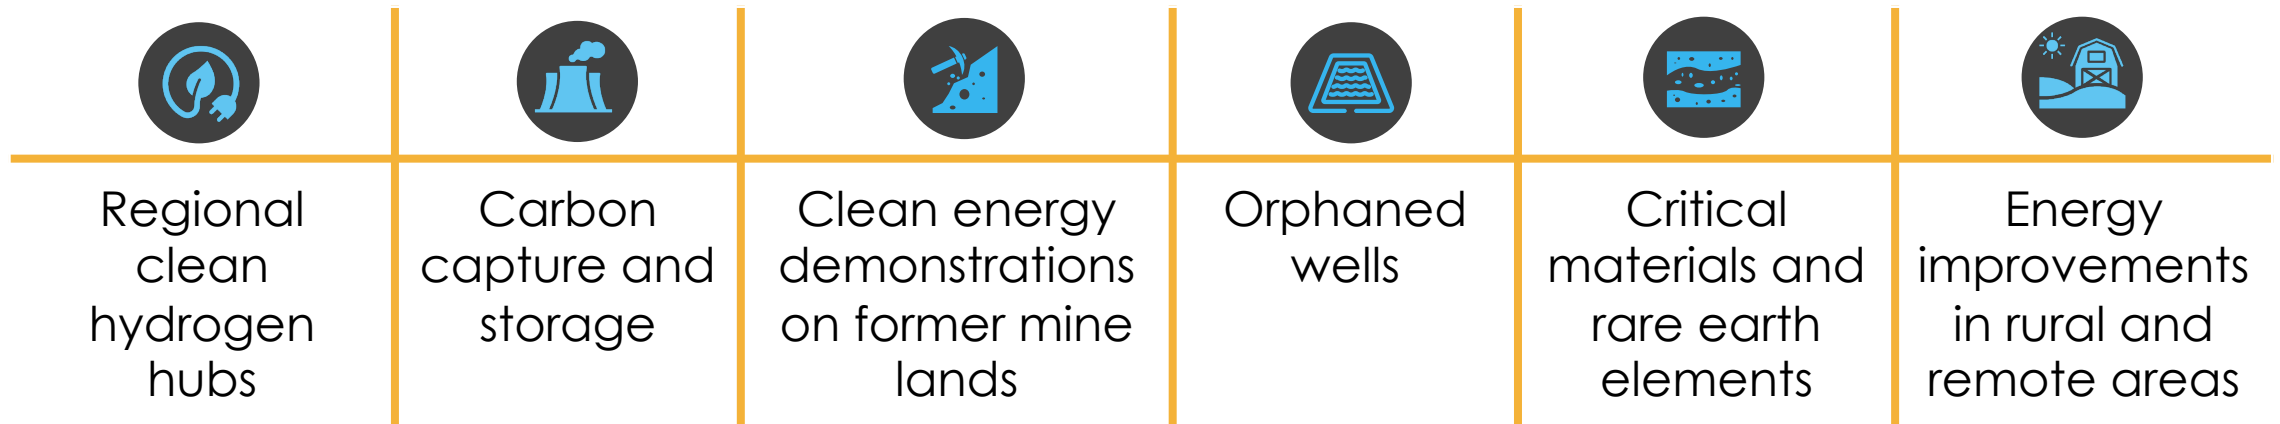 Regional
clean
hydrogen
hubs
Carbon
capture and
storage
Clean energy
demonstrations
on former mine
lands
Orphaned
wells
Critical
materials and
rare earth
elements
Energy
improvements
in rural and
remote areas